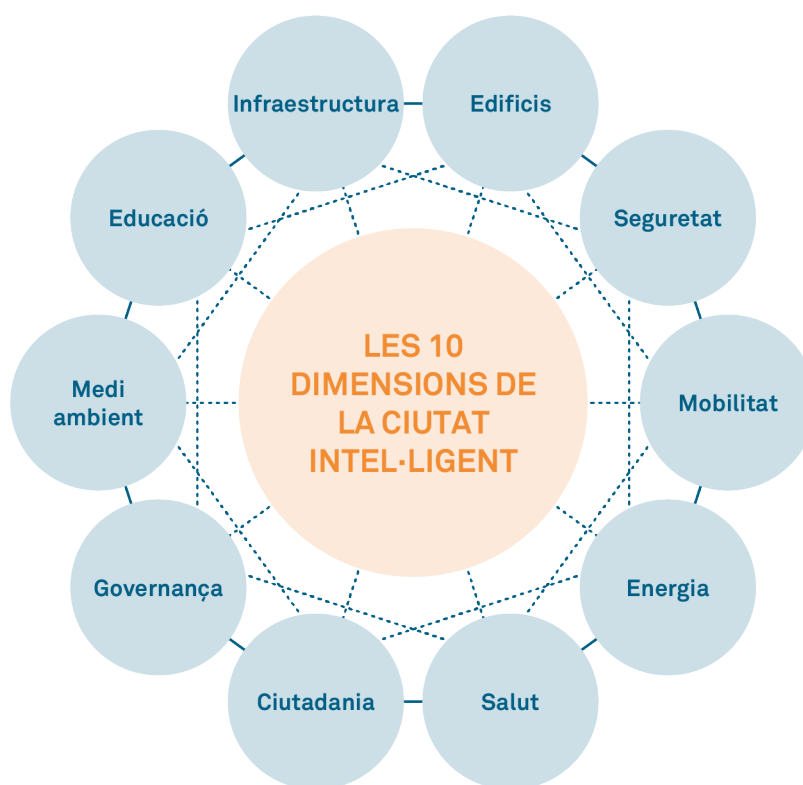 Infraestructura
Edificis
Educació
Seguretat
LES 10
DIMENSIONS DE
LA CIUTAT
INTEL·LIGENT
Medi
ambient
Mobilitat
Governança
Energia
Ciutadania
Salut